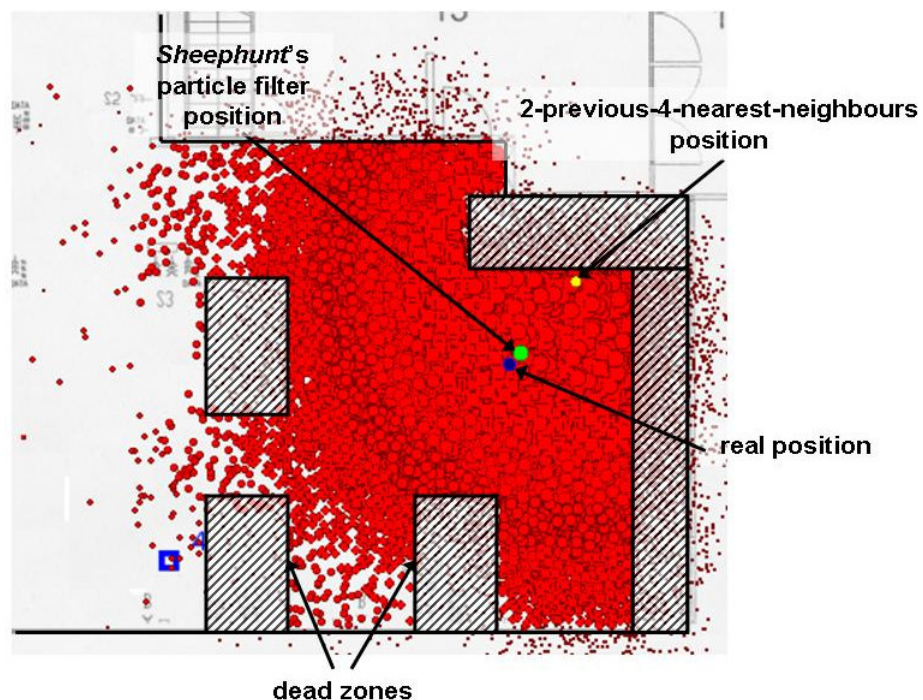 Sheephunt's
particle filter
position
2-previous-4-nearest-neighbours
position
real position
dead zones